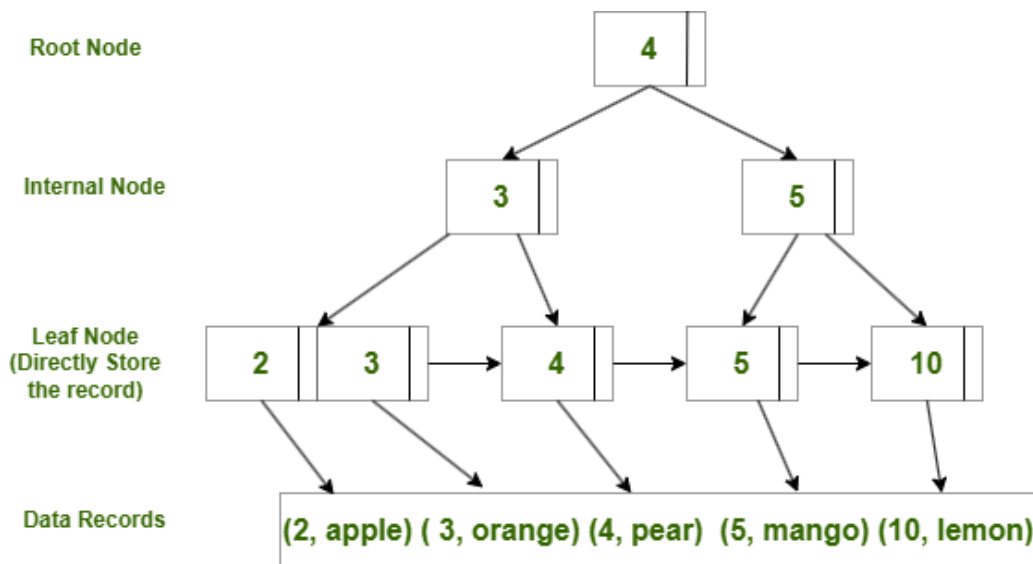 Root Node
4
Internal Node
3
5
Leaf Node
(Directly Store
the record)
2
3
4
5
10
Data Records
(2, apple) ( 3, orange) (4, pear) (5, mango) (10, lemon)